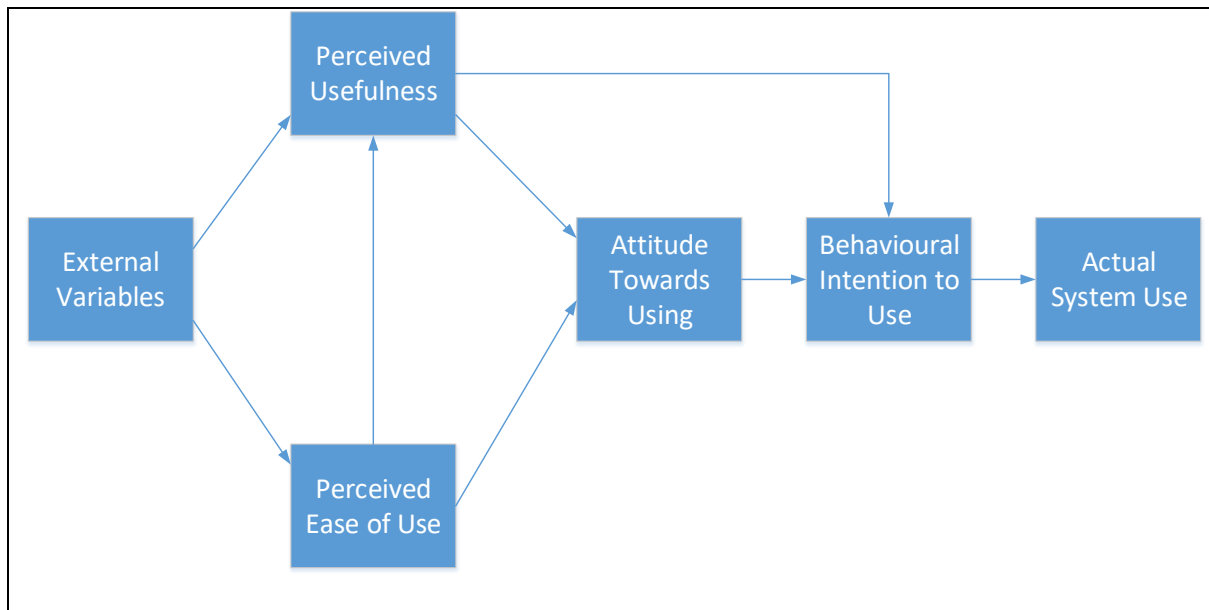 Perceived
Usefulness
External
Variables
Perceived
Ease of Use
Attitude
Towards
Using
Behavioural
Intention to
Use
Actual
System Use